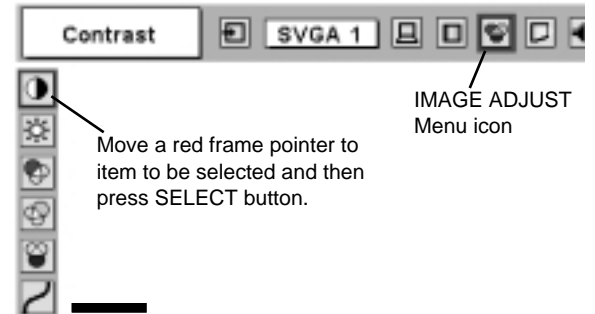 Contrast
SVGA 1
IMAGE ADJUST
Menu icon
Move a red frame pointer to
item to be selected and then
press SELECT button.